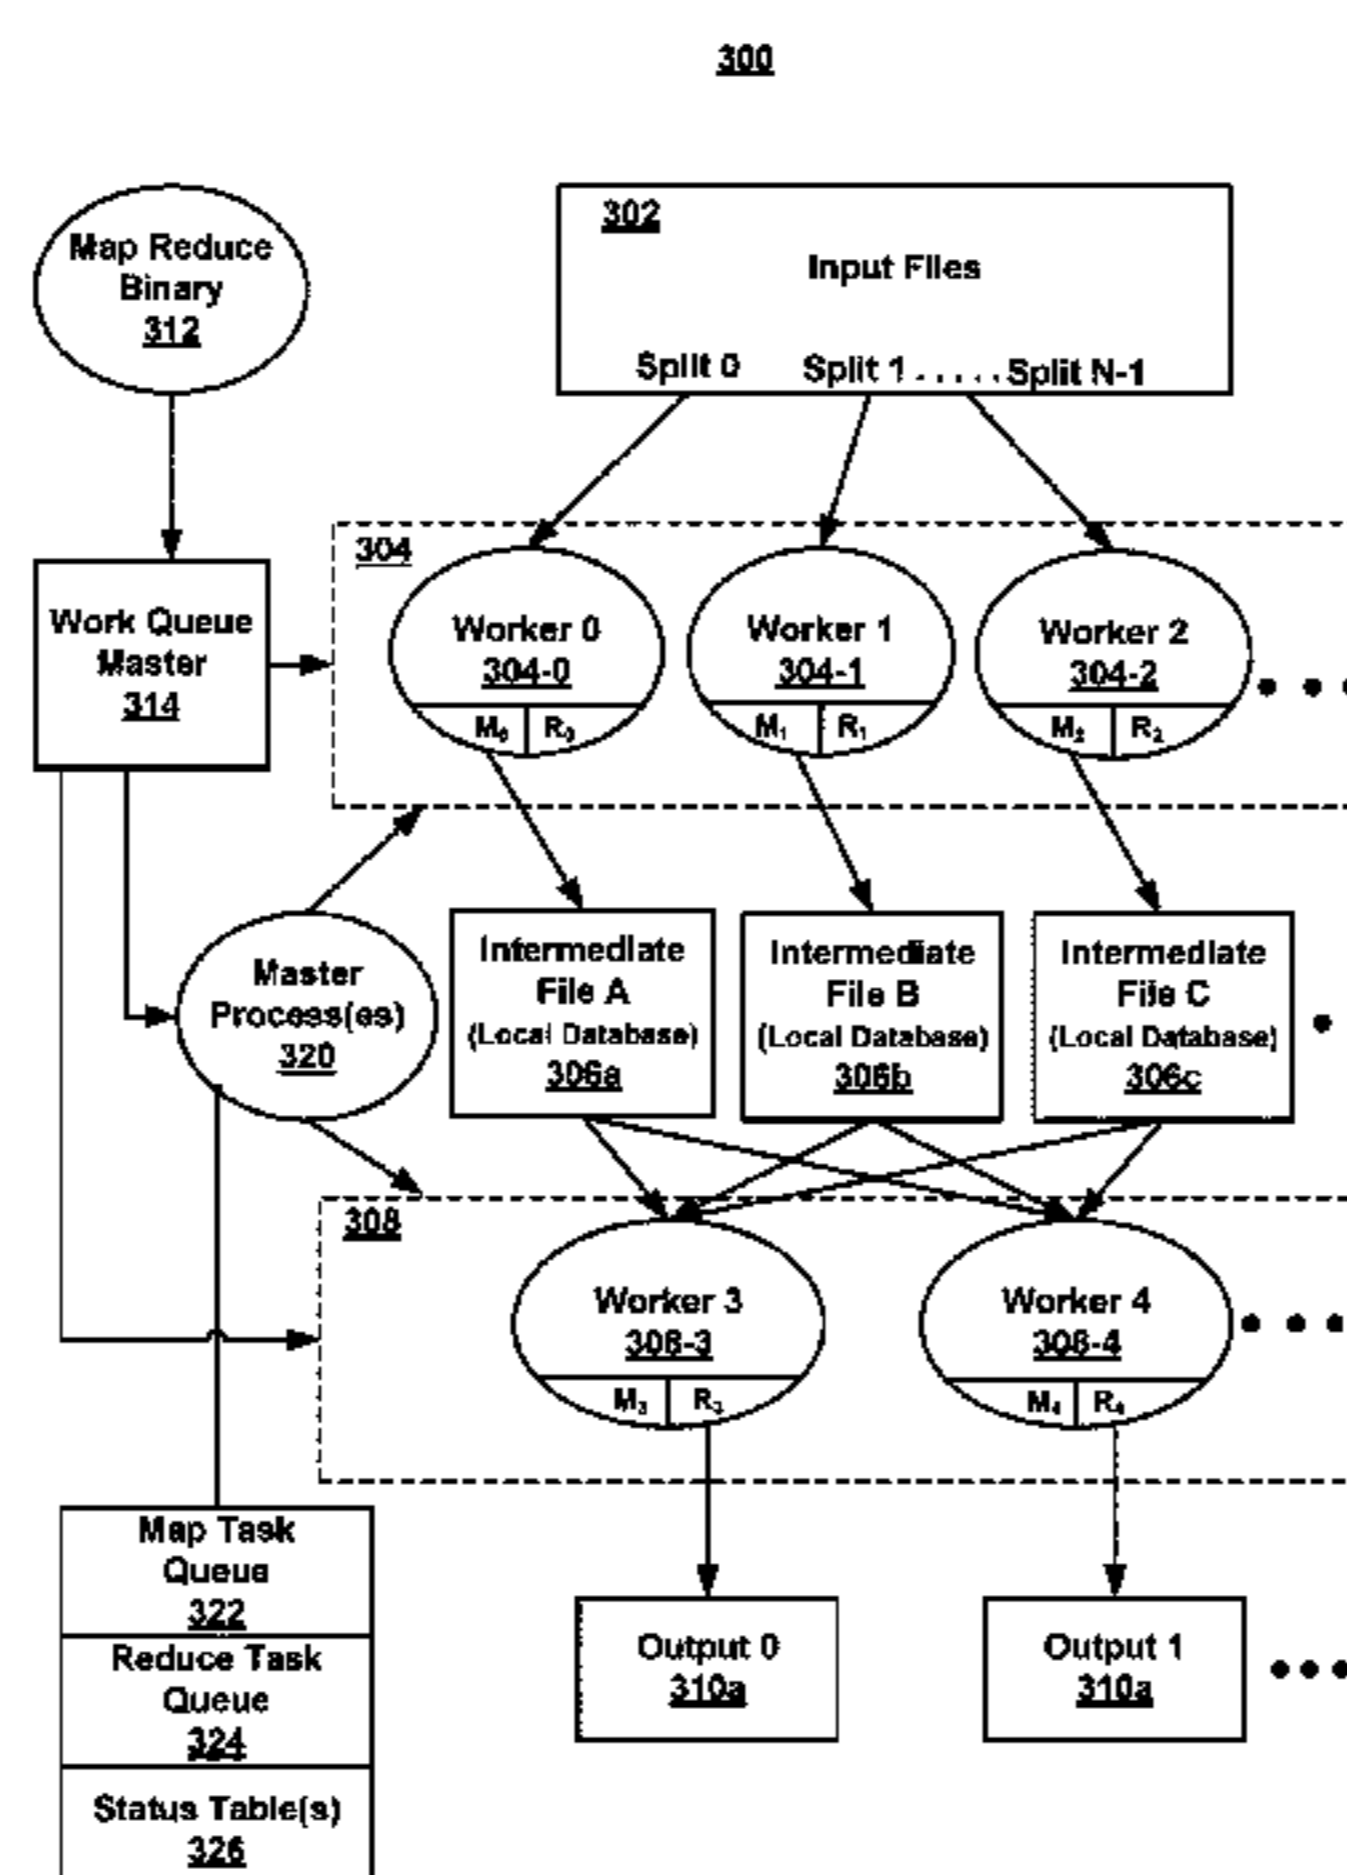 300
Map Reduce
Binary
312
302
Input Files
Split 0 Split 1 ..... Split N-1
Work Queue
Master
314
304
Worker 0
304-0
M₀ R₀
Worker 1
304-1
M₁ R₁
Worker 2
304-2
M₂ R₂
Master
Process(es)
320
Intermediate
File A
(Local Database)
306a
Intermediate
File B
(Local Database)
306b
Intermediate
File C
(Local Database)
306c
308
Worker 3
308-3
M₃ R₃
Worker 4
308-4
M₄ R₄
Map Task
Queue
322
Reduce Task
Queue
324
Status Table(s)
326
Output 0
310a
Output 1
310a